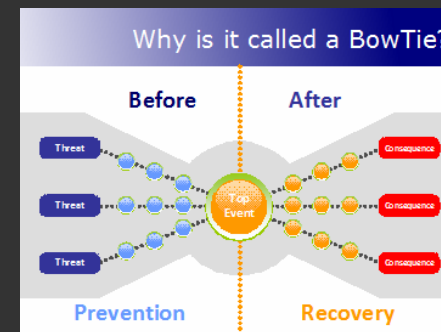 Why is it called a BowTie?
Before After
Threat Consequence
Top
Event
Threat Consequence
Threat Consequence
Prevention Recovery